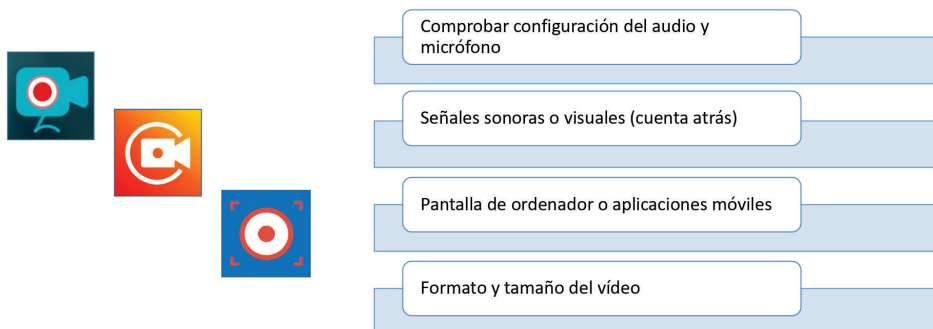 Comprobar configuración del audio y
micrófono
Señales sonoras o visuales (cuenta atrás)
Pantalla de ordenador o aplicaciones móviles
Formato y tamaño del vídeo